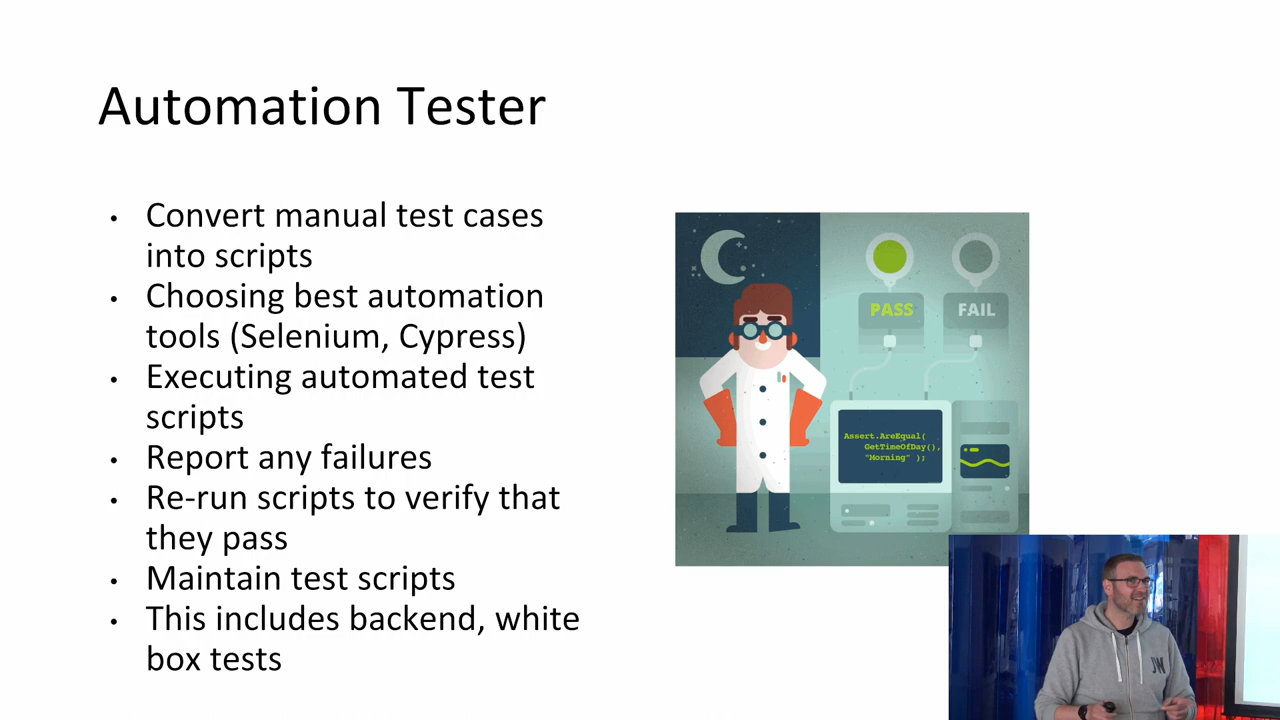 Automation Tester
• Convert manual test cases
into scripts
• Choosing best automation
tools (Selenium, Cypress)
• Executing automated test
scripts
• Report any failures
• Re-run scripts to verify that
they pass
• Maintain test scripts
• This includes backend, white
box tests
PASS
FAIL
Assert.AreEqual(
GetTimeOfDay(),
"Morning" );
JN